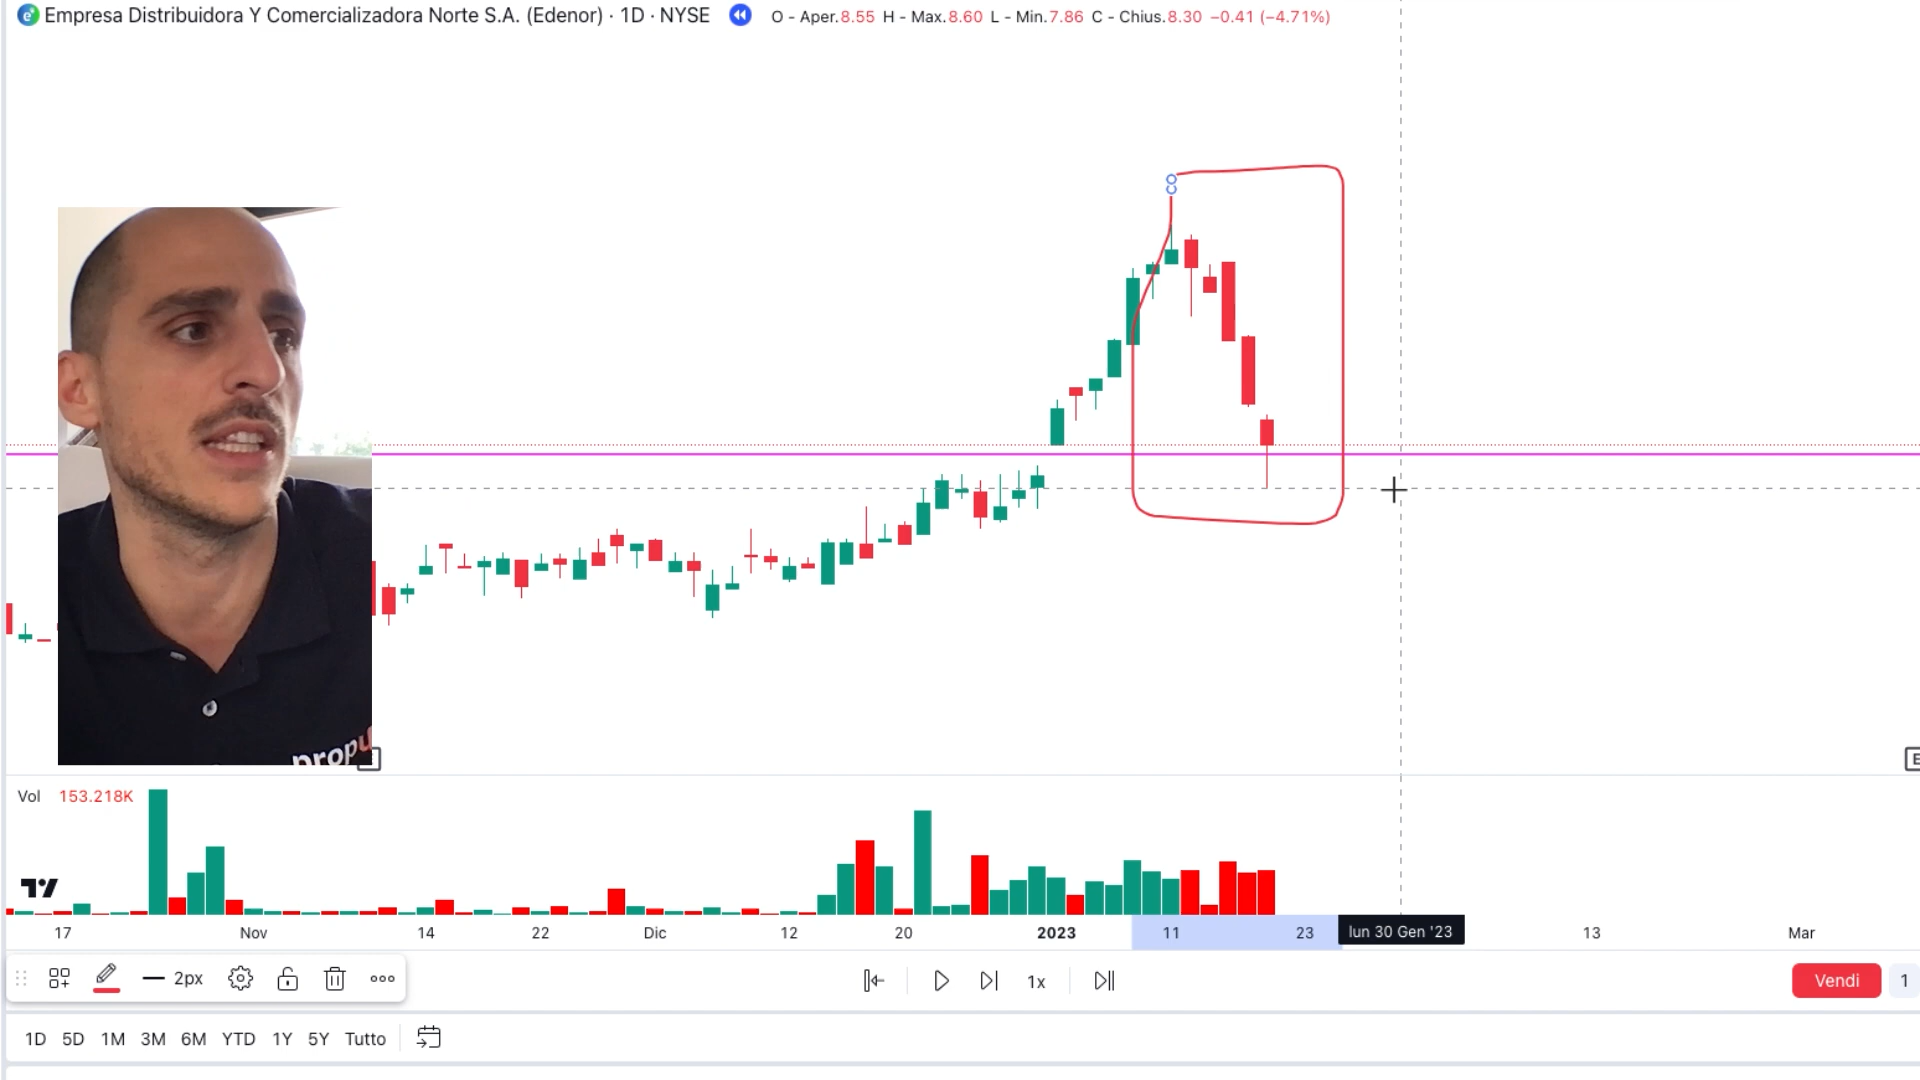 Empresa Distribuidora Y Comercializadora Norte S.A. (Edenor) · 1D · NYSE O - Aper.8.55 H - Max.8.60 L - Min.7.86 C - Chius.8.30 −0.41 (−4.71%)
propu
E
Vol 153.218K
17 Nov 14 22 Dic 12 20 2023 11 23 lun 30 Gen '23 13 Mar
2px 1x Vendi 1
1D 5D 1M 3M 6M YTD 1Y 5Y Tutto